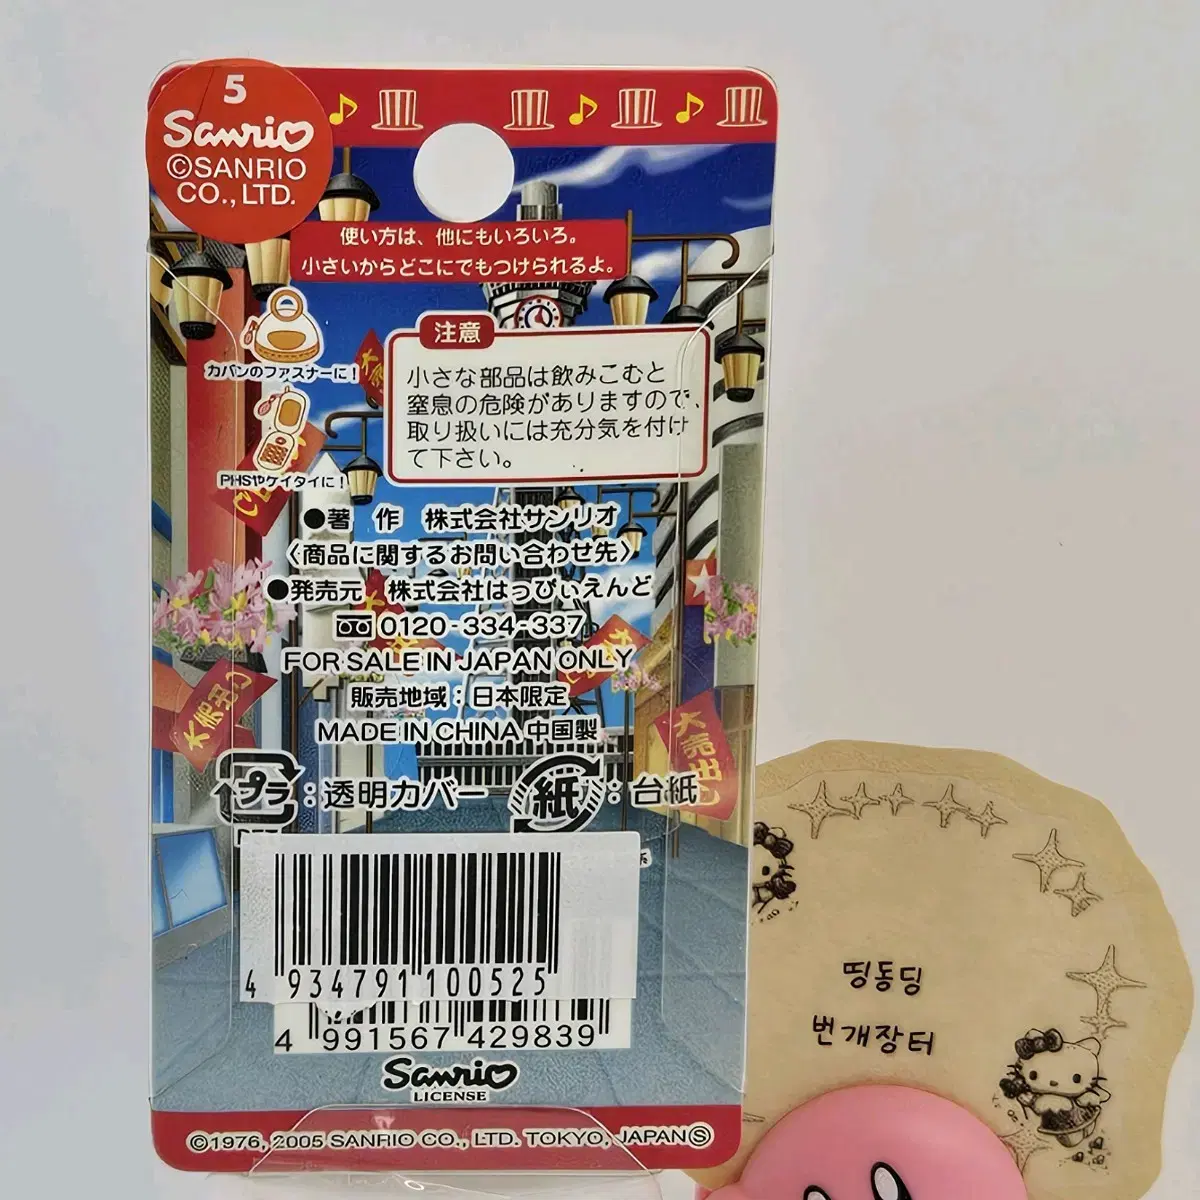 5
Sanrio
©SANRIO
CO., LTD.
使い方は、他にもいろいろ。
小さいからどこにでもつけられるよ。
カバンのファスナーに！
PHSやケイタイに！
注意
小さな部品は飲みこむと
窒息の危険がありますので、
取り扱いには充分気を付け
て下さい。
●著 作 株式会社サンリオ
〈商品に関するお問い合わせ先〉
●発売元 株式会社はっぴぃえんど
0120-334-337
FOR SALE IN JAPAN ONLY
販売地域：日本限定
MADE IN CHINA 中国製
プラ：透明カバー 紙：台紙
大売出し
大売出し
4 934791 100525
4 991567 429839
Sanrio
LICENSE
©1976, 2005 SANRIO CO., LTD. TOKYO, JAPAN Ⓢ
띵동딩
번개장터